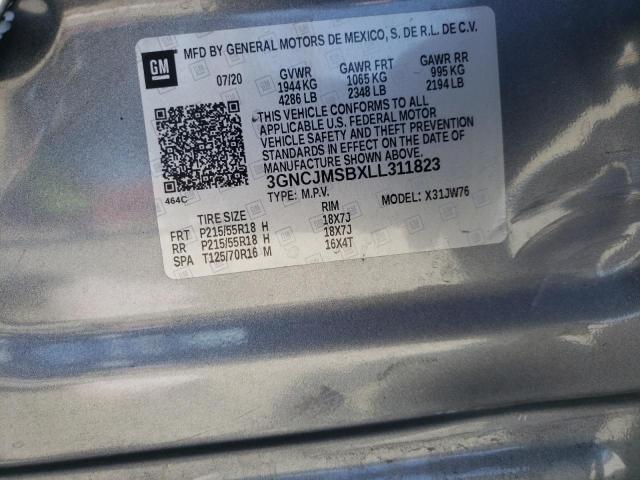 GM
MFD BY GENERAL MOTORS DE MEXICO, S. DE R.L. DE C.V.
07/20 GVWR GAWR FRT GAWR RR
1944 KG 1065 KG 995 KG
4286 LB 2348 LB 2194 LB
THIS VEHICLE CONFORMS TO ALL
APPLICABLE U.S. FEDERAL MOTOR
VEHICLE SAFETY AND THEFT PREVENTION
STANDARDS IN EFFECT ON THE DATE OF
MANUFACTURE SHOWN ABOVE.
3GNCJMSBXLL311823
464C TYPE: M.P.V. MODEL: X31JW76
TIRE SIZE RIM
FRT P215/55R18 H 18X7J
RR P215/55R18 H 18X7J
SPA T125/70R16 M 16X4T